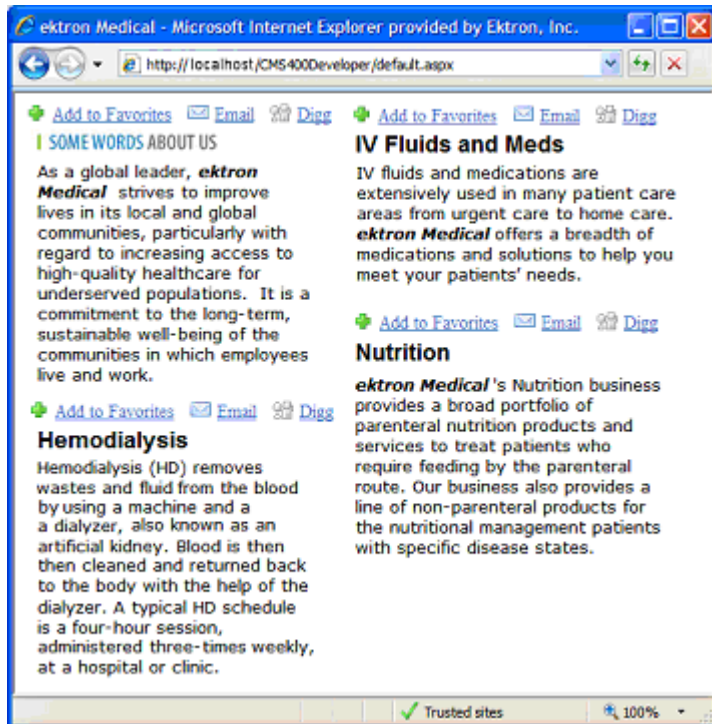 ektron Medical - Microsoft Internet Explorer provided by Ektron, Inc.
http://localhost/CMS400Developer/default.aspx
Add to Favorites Email Digg
SOME WORDS ABOUT US
As a global leader, ektron
Medical strives to improve
lives in its local and global
communities, particularly with
regard to increasing access to
high-quality healthcare for
underserved populations. It is a
commitment to the long-term,
sustainable well-being of the
communities in which employees
live and work.
Add to Favorites Email Digg
Hemodialysis
Hemodialysis (HD) removes
wastes and fluid from the blood
by using a machine and a
a dialyzer, also known as an
artificial kidney. Blood is then
then cleaned and returned back
to the body with the help of the
dialyzer. A typical HD schedule
is a four-hour session,
administered three-times weekly,
at a hospital or clinic.
Add to Favorites Email Digg
IV Fluids and Meds
IV fluids and medications are
extensively used in many patient care
areas from urgent care to home care.
ektron Medical offers a breadth of
medications and solutions to help you
meet your patients' needs.
Add to Favorites Email Digg
Nutrition
ektron Medical 's Nutrition business
provides a broad portfolio of
parenteral nutrition products and
services to treat patients who
require feeding by the parenteral
route. Our business also provides a
line of non-parenteral products for
the nutritional management patients
with specific disease states.
Trusted sites
100%